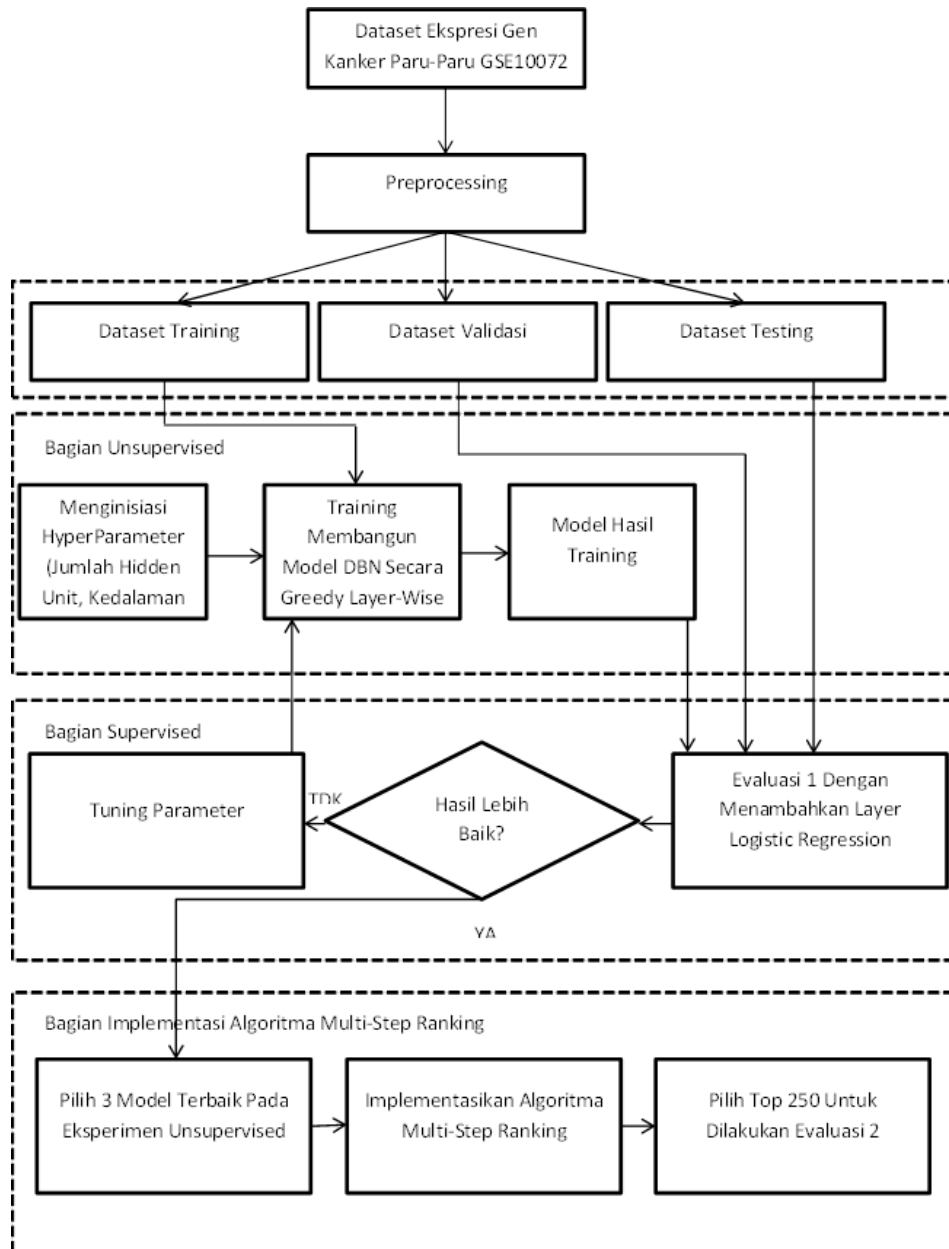 Dataset Ekspresi Gen
Kanker Paru-Paru GSE10072
Preprocessing
Dataset Training
Dataset Validasi
Dataset Testing
Bagian Unsupervised
Menginisiasi
HyperParameter
(Jumlah Hidden
Unit, Kedalaman
Training
Membangun
Model DBN Secara
Greedy Layer-Wise
Model Hasil
Training
Bagian Supervised
Tuning Parameter
TDK
Hasil Lebih
Baik?
Evaluasi 1 Dengan
Menambahkan Layer
Logistic Regression
YA
Bagian Implementasi Algoritma Multi-Step Ranking
Pilih 3 Model Terbaik Pada
Eksperimen Unsupervised
Implementasikan Algoritma
Multi-Step Ranking
Pilih Top 250 Untuk
Dilakukan Evaluasi 2